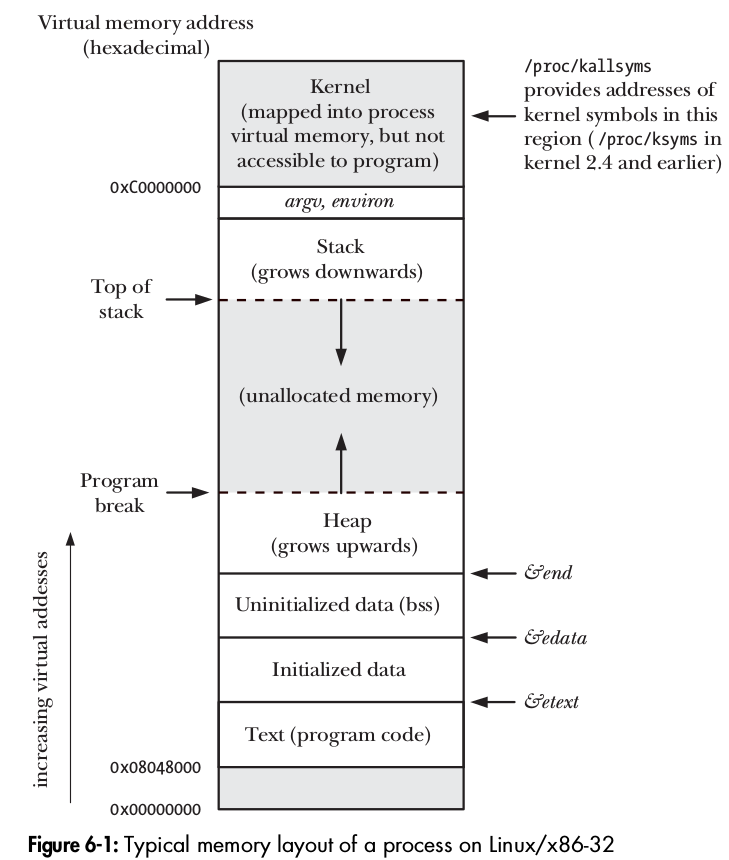 Virtual memory address
(hexadecimal)
Kernel
(mapped into process
virtual memory, but not
accessible to program)
/proc/kallsyms
provides addresses of
kernel symbols in this
region (/proc/ksyms in
kernel 2.4 and earlier)
0xC0000000
argv, environ
Stack
(grows downwards)
Top of
stack
(unallocated memory)
Program
break
Heap
(grows upwards)
&end
Uninitialized data (bss)
&edata
Initialized data
&etext
Text (program code)
increasing virtual addesses
0x08048000
0x00000000
Figure 6-1: Typical memory layout of a process on Linux/x86-32